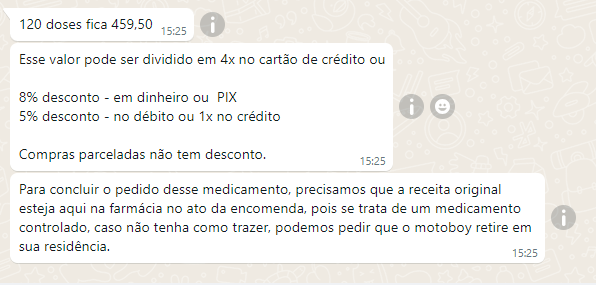 120 doses fica 459,50
15:25
Esse valor pode ser dividido em 4x no cartão de crédito ou
8% desconto - em dinheiro ou PIX
5% desconto - no débito ou 1x no crédito
Compras parceladas não tem desconto.
15:25
Para concluir o pedido desse medicamento, precisamos que a receita original
esteja aqui na farmácia no ato da encomenda, pois se trata de um medicamento
controlado, caso não tenha como trazer, podemos pedir que o motoboy retire em
sua residência.
15:25